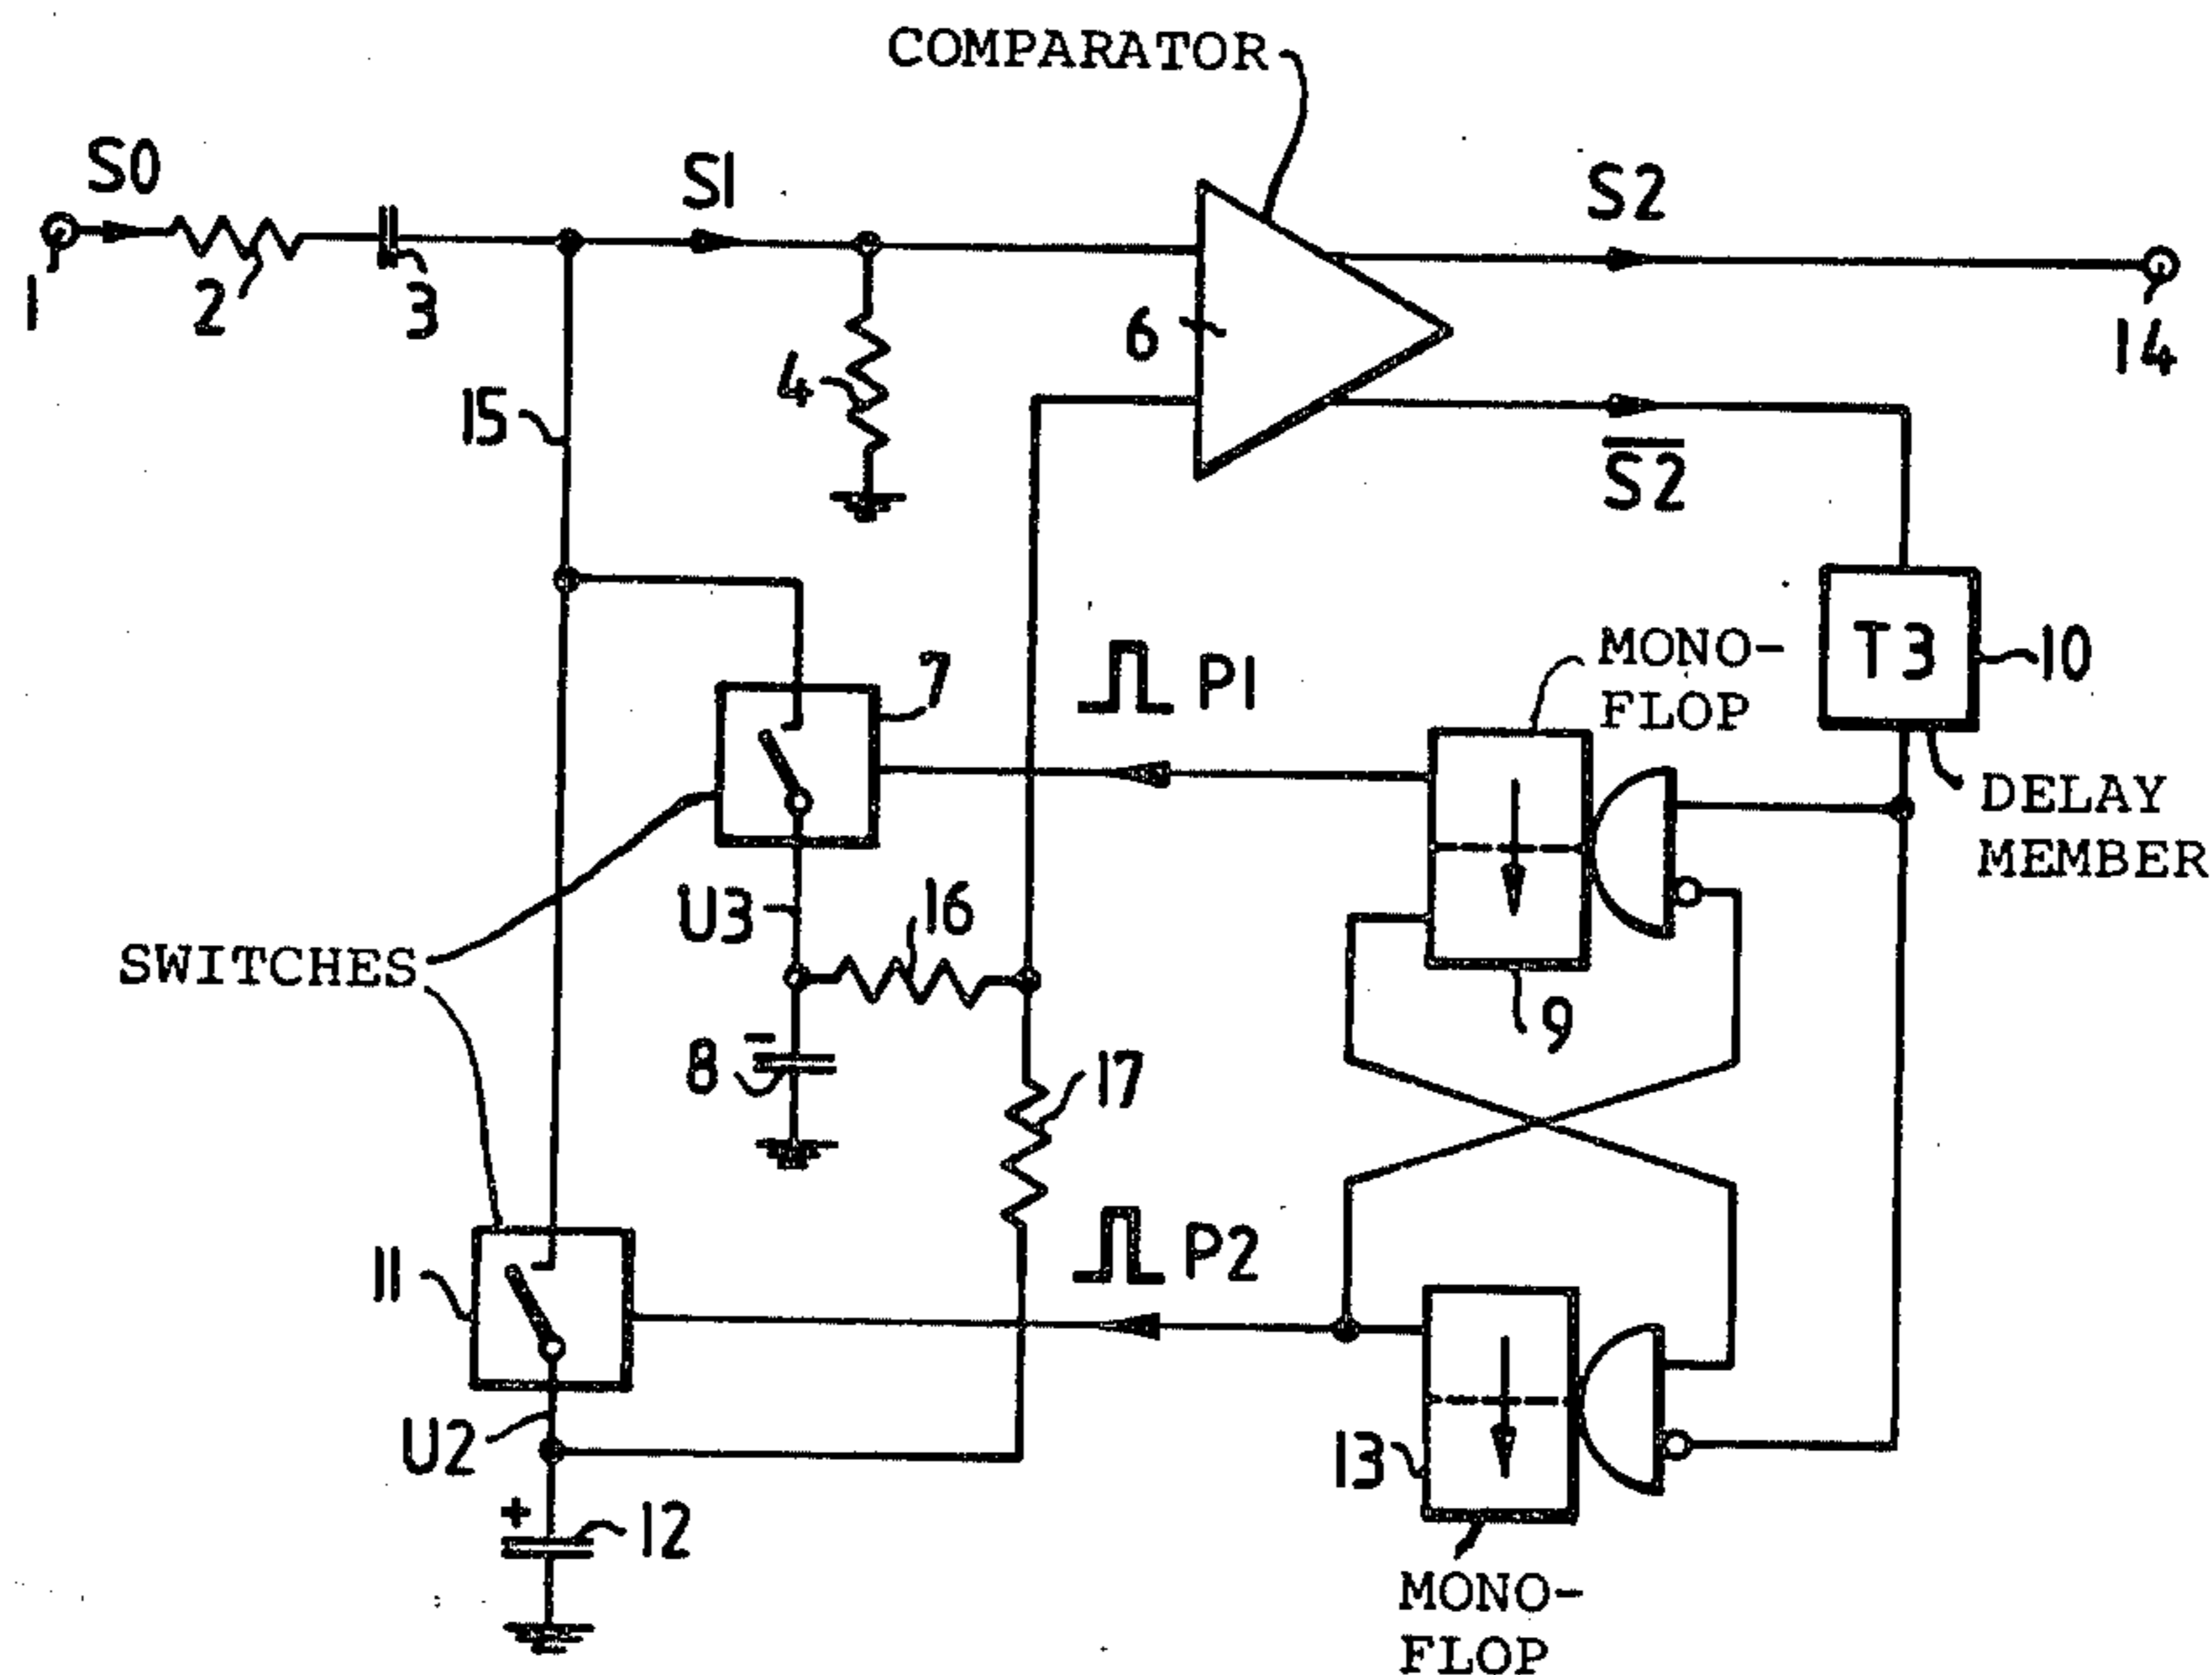 COMPARATOR
S0
S1
S2
1
2
3
6
14
4
15
S2
MONO-
FLOP
T3
10
7
P1
DELAY
MEMBER
U3
16
SWITCHES
9
8
17
P2
11
U2
13
+
12
MONO-
FLOP